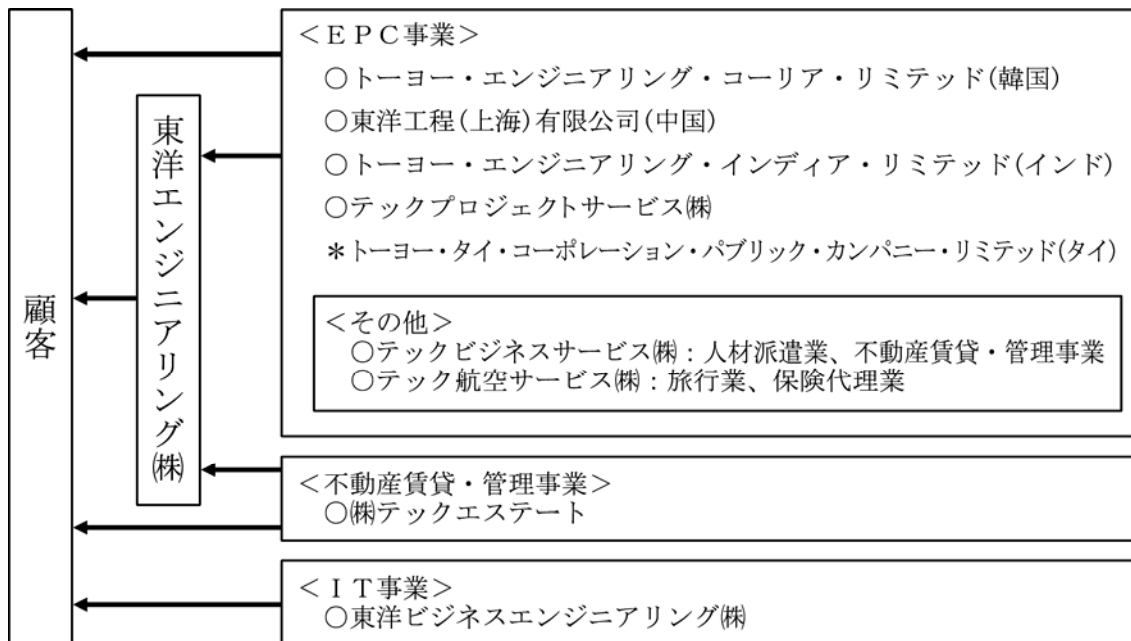 顧客
東洋エンジニアリング㈱
＜ＥＰＣ事業＞
○トーヨー・エンジニアリング・コーリア・リミテッド(韓国)
○東洋工程(上海)有限公司(中国)
○トーヨー・エンジニアリング・インディア・リミテッド(インド)
○テックプロジェクトサービス㈱
＊トーヨー・タイ・コーポレーション・パブリック・カンパニー・リミテッド(タイ)
＜その他＞
○テックビジネスサービス㈱：人材派遣業、不動産賃貸・管理事業
○テック航空サービス㈱：旅行業、保険代理業
＜不動産賃貸・管理事業＞
○㈱テックエステート
＜ＩＴ事業＞
○東洋ビジネスエンジニアリング㈱